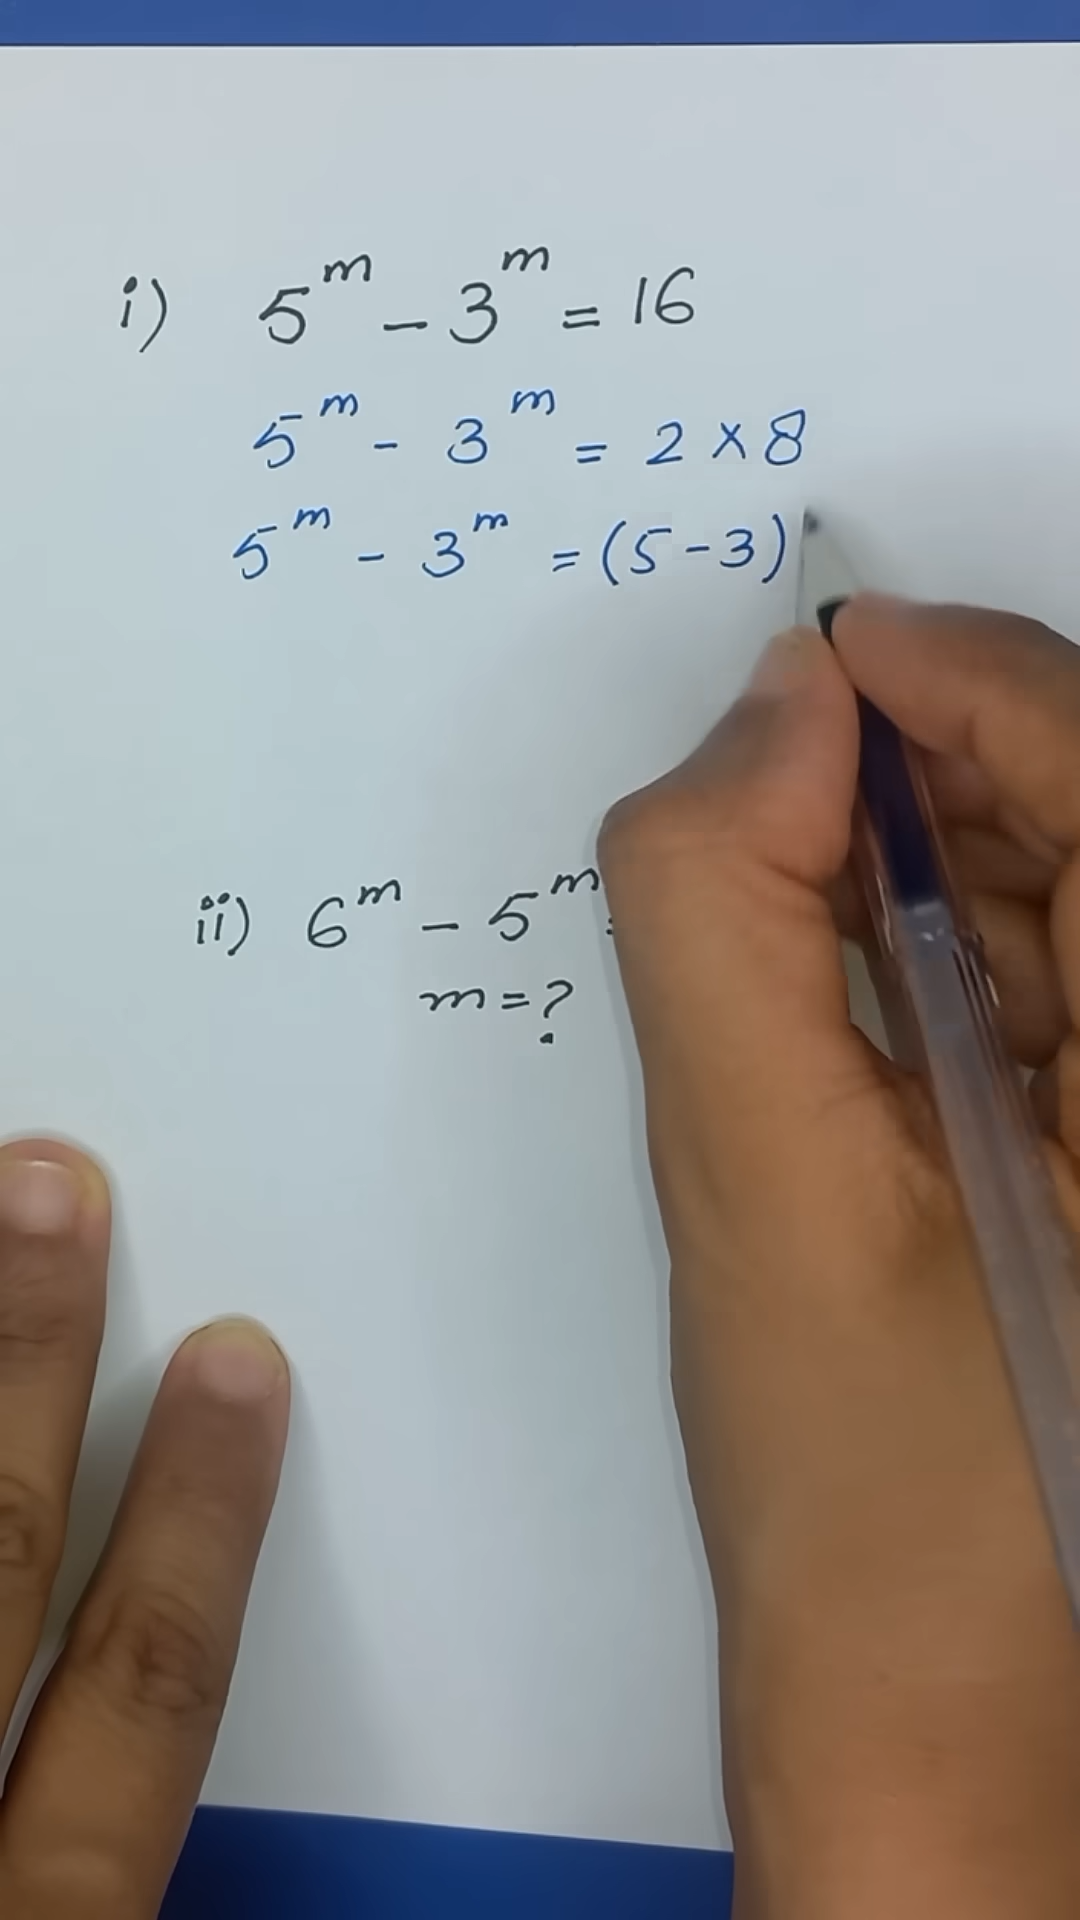 i) 5^m - 3^m = 16
5^m - 3^m = 2 × 8
5^m - 3^m = (5-3)
ii) 6^m - 5^m
m = ?